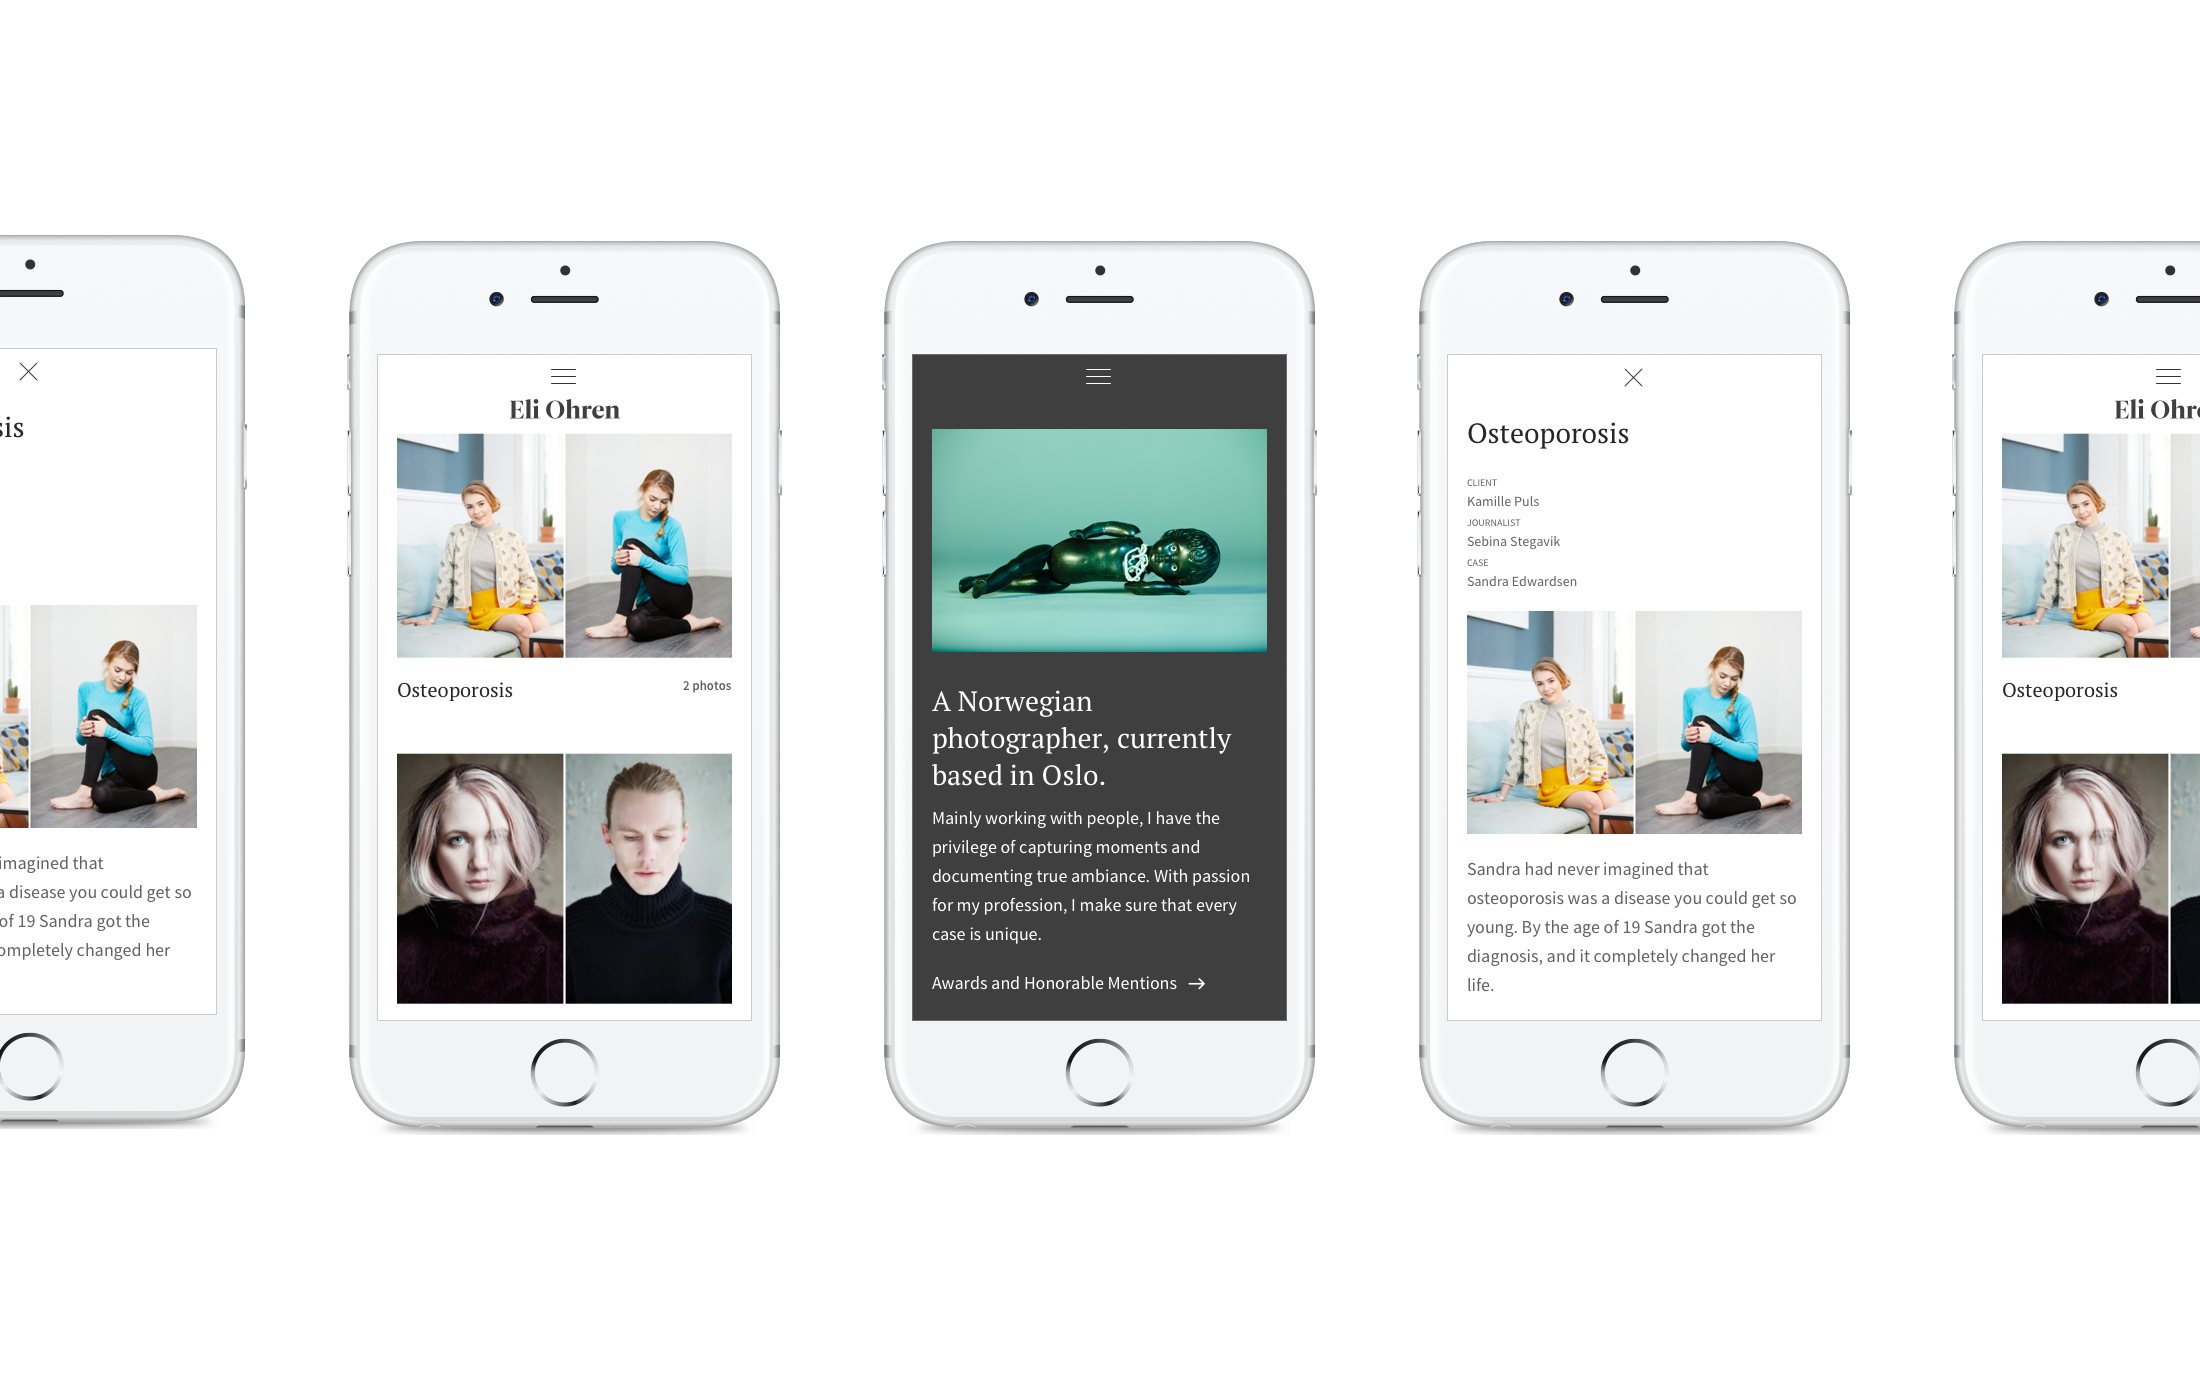 sis
imagined that
a disease you could get so
of 19 Sandra got the
ompletely changed her
Eli Ohren
Osteoporosis
2 photos
A Norwegian
photographer, currently
based in Oslo.
Mainly working with people, I have the
privilege of capturing moments and
documenting true ambiance. With passion
for my profession, I make sure that every
case is unique.
Awards and Honorable Mentions →
Osteoporosis
CLIENT
Kamille Puls
JOURNALIST
Sebina Stegavik
CASE
Sandra Edwardsen
Sandra had never imagined that
osteoporosis was a disease you could get so
young. By the age of 19 Sandra got the
diagnosis, and it completely changed her
life.
Eli Ohre
Osteoporosis